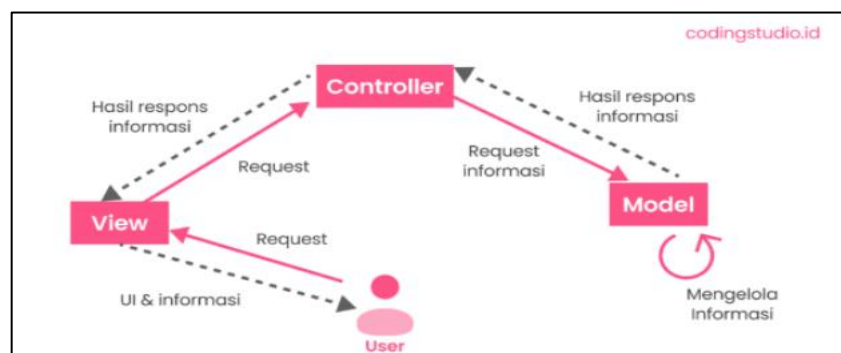 codingstudio.id
Controller
Hasil respons
informasi
Hasil respons
informasi
Request
Request
informasi
View
Model
Request
UI & informasi
Mengelola
Informasi
User